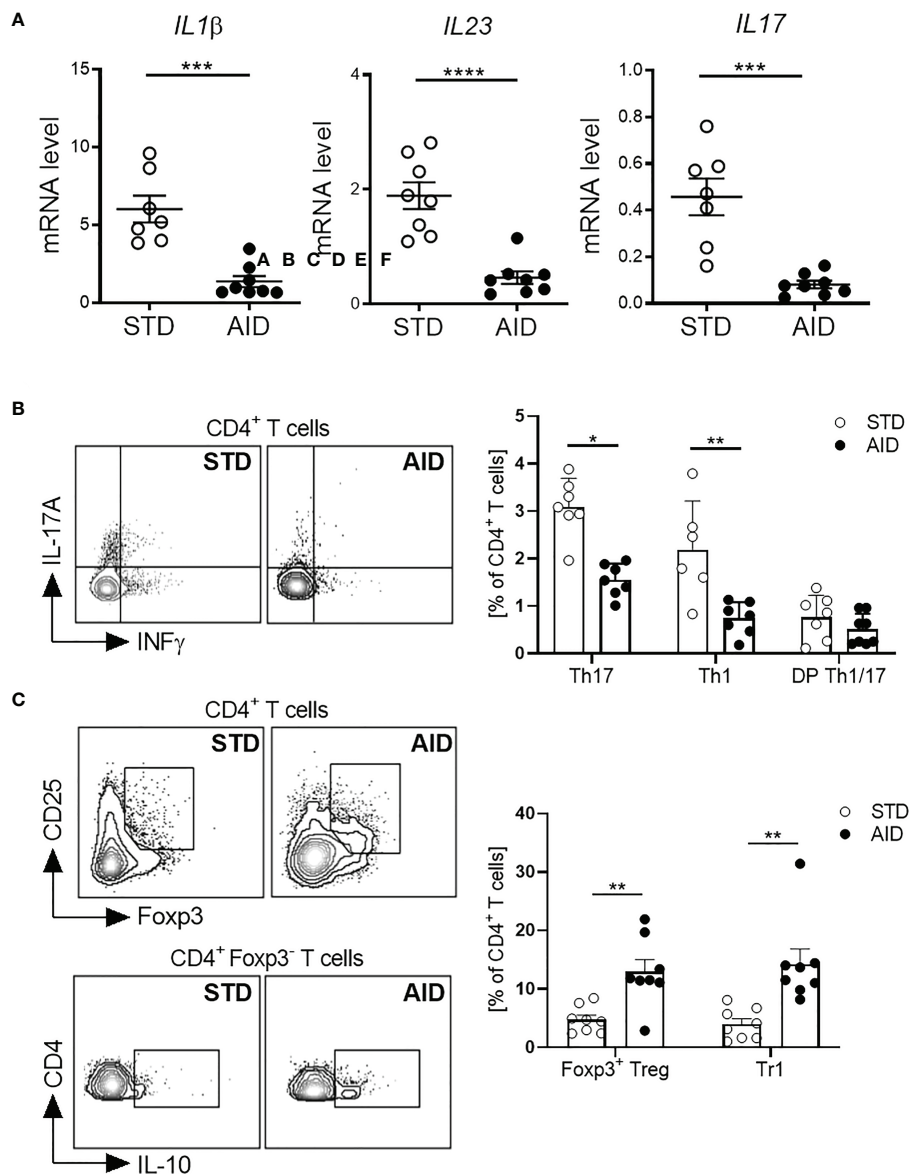 A
IL1β
IL23
IL17
***
****
***
mRNA level
15
10
5
0
STD
AID
mRNA level
4
2
0
STD
AID
mRNA level
1.0
0.8
0.6
0.4
0.2
0.0
STD
AID
A B C D E F
B
CD4+ T cells
STD
AID
IL-17A
INFγ
[% of CD4+ T cells]
5
4
3
2
1
0
*
**
STD
AID
Th17
Th1
DP Th1/17
C
CD4+ T cells
STD
AID
CD25
Foxp3
CD4+ Foxp3- T cells
STD
AID
CD4
IL-10
[% of CD4+ T cells]
40
30
20
10
0
**
**
STD
AID
Foxp3+ Treg
Tr1